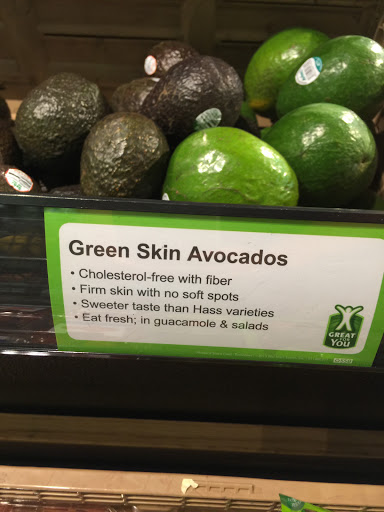 Green Skin Avocados
• Cholesterol-free with fiber
• Firm skin with no soft spots
• Sweeter taste than Hass varieties
• Eat fresh; in guacamole & salads
GREAT
FOR
YOU